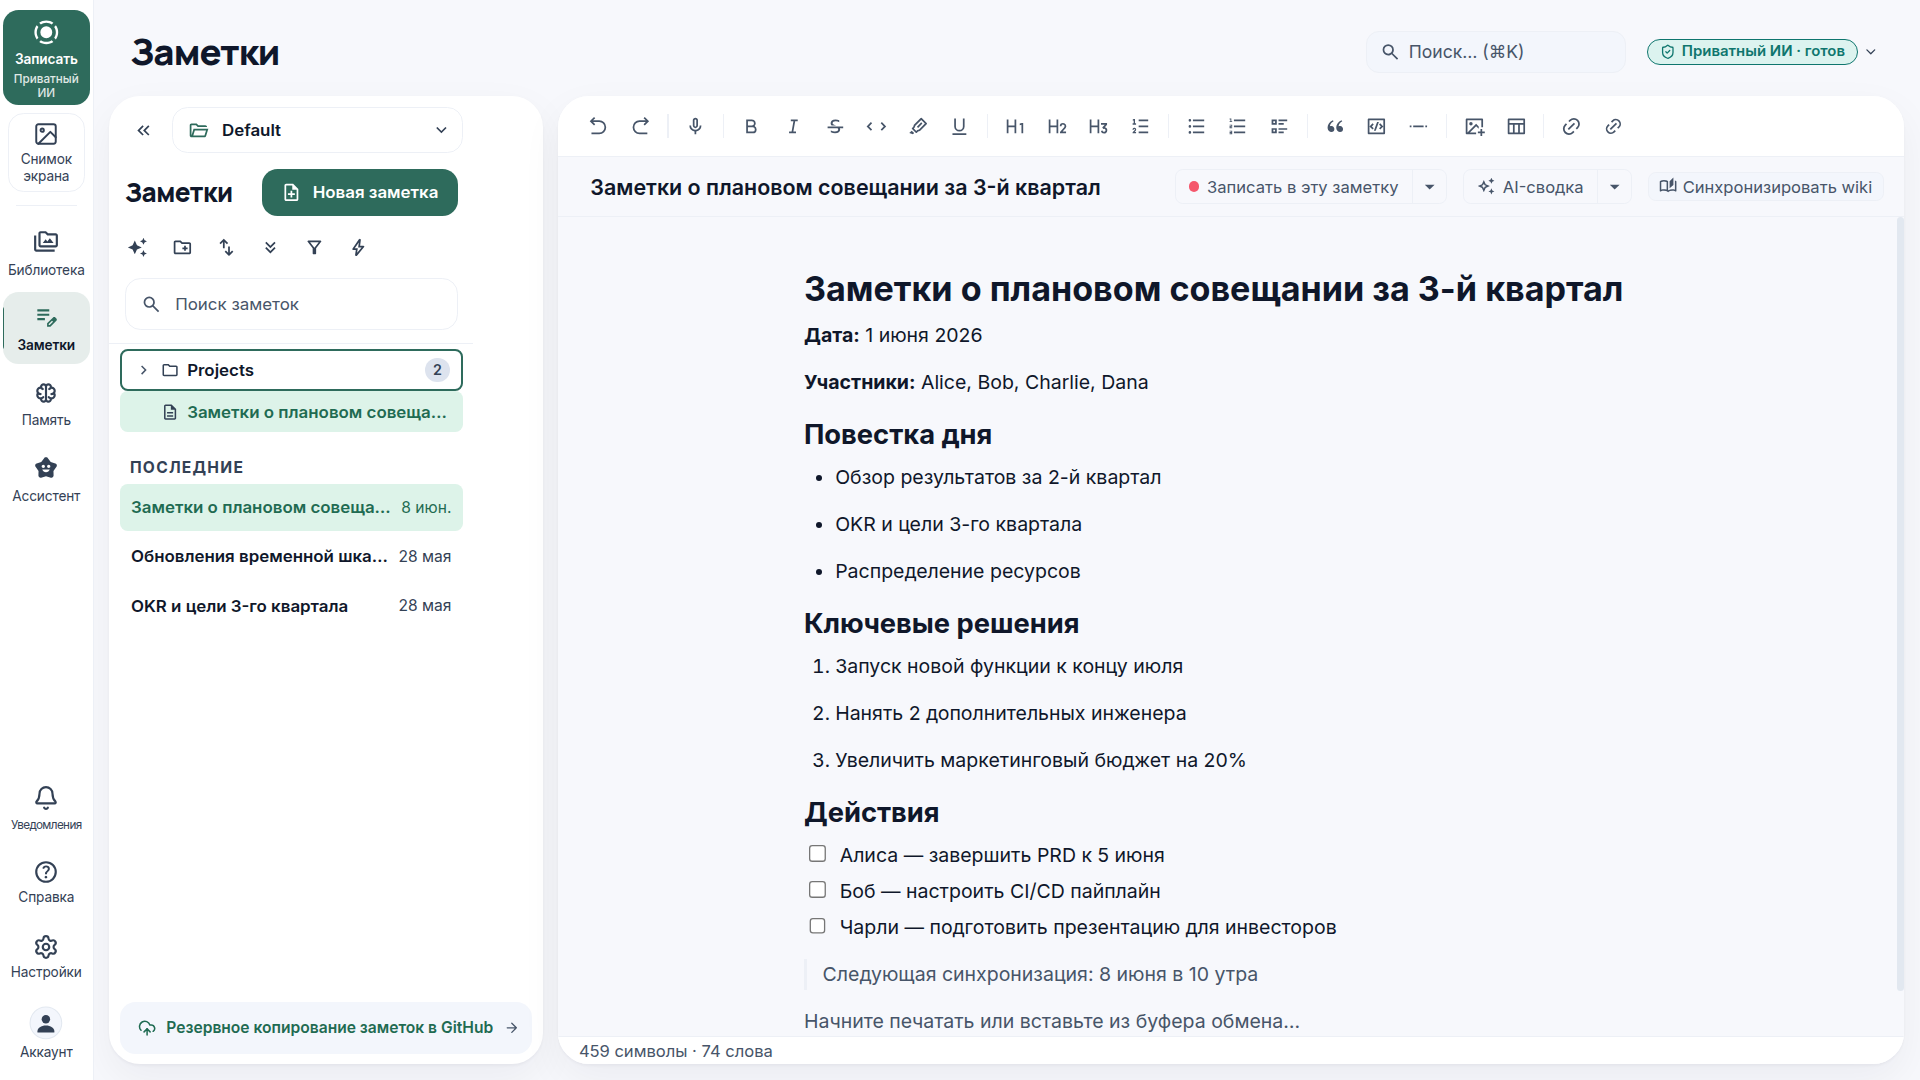 Записать
Приватный
ИИ
Снимок
экрана
Библиотека
Заметки
Память
Ассистент
Уведомления
Справка
Настройки
Аккаунт
Заметки
Поиск... (⌘K)
Приватный ИИ · готов
Default
Заметки
Новая заметка
Поиск заметок
Projects
2
Заметки о плановом совеща...
ПОСЛЕДНИЕ
Заметки о плановом совеща... 8 июн.
Обновления временной шка... 28 мая
OKR и цели 3-го квартала 28 мая
Резервное копирование заметок в GitHub
H1 H2 H3
Заметки о плановом совещании за 3-й квартал
Записать в эту заметку
AI-сводка
Синхронизировать wiki
Заметки о плановом совещании за 3-й квартал
Дата: 1 июня 2026
Участники: Alice, Bob, Charlie, Dana
Повестка дня
• Обзор результатов за 2-й квартал
• OKR и цели 3-го квартала
• Распределение ресурсов
Ключевые решения
1. Запуск новой функции к концу июля
2. Нанять 2 дополнительных инженера
3. Увеличить маркетинговый бюджет на 20%
Действия
Алиса — завершить PRD к 5 июня
Боб — настроить CI/CD пайплайн
Чарли — подготовить презентацию для инвесторов
Следующая синхронизация: 8 июня в 10 утра
Начните печатать или вставьте из буфера обмена...
459 символы · 74 слова